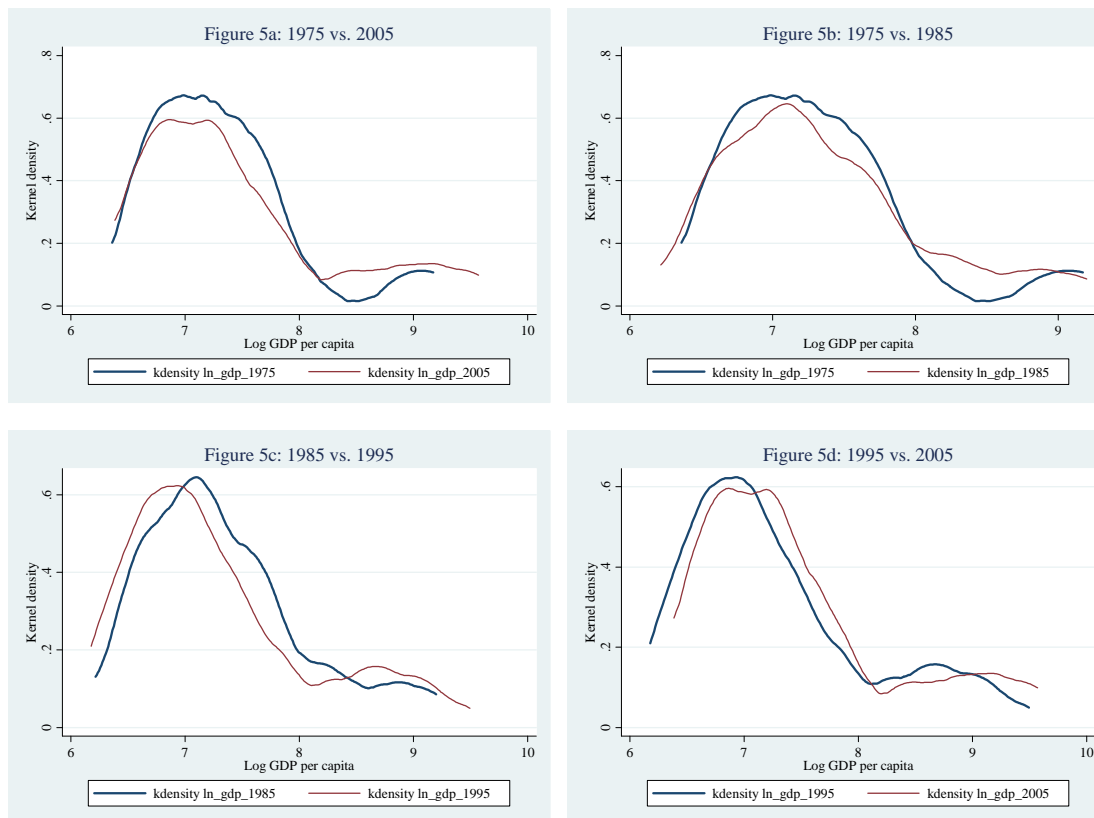 Figure 5a: 1975 vs. 2005
Kernel density
.8
.6
.4
.2
0
6 7 8 9 10
Log GDP per capita
kdensity ln_gdp_1975 kdensity ln_gdp_2005
Figure 5b: 1975 vs. 1985
Kernel density
.8
.6
.4
.2
0
6 7 8 9
Log GDP per capita
kdensity ln_gdp_1975 kdensity ln_gdp_1985
Figure 5c: 1985 vs. 1995
Kernel density
.6
.4
.2
0
6 7 8 9 10
Log GDP per capita
kdensity ln_gdp_1985 kdensity ln_gdp_1995
Figure 5d: 1995 vs. 2005
Kernel density
.6
.4
.2
0
6 7 8 9 10
Log GDP per capita
kdensity ln_gdp_1995 kdensity ln_gdp_2005